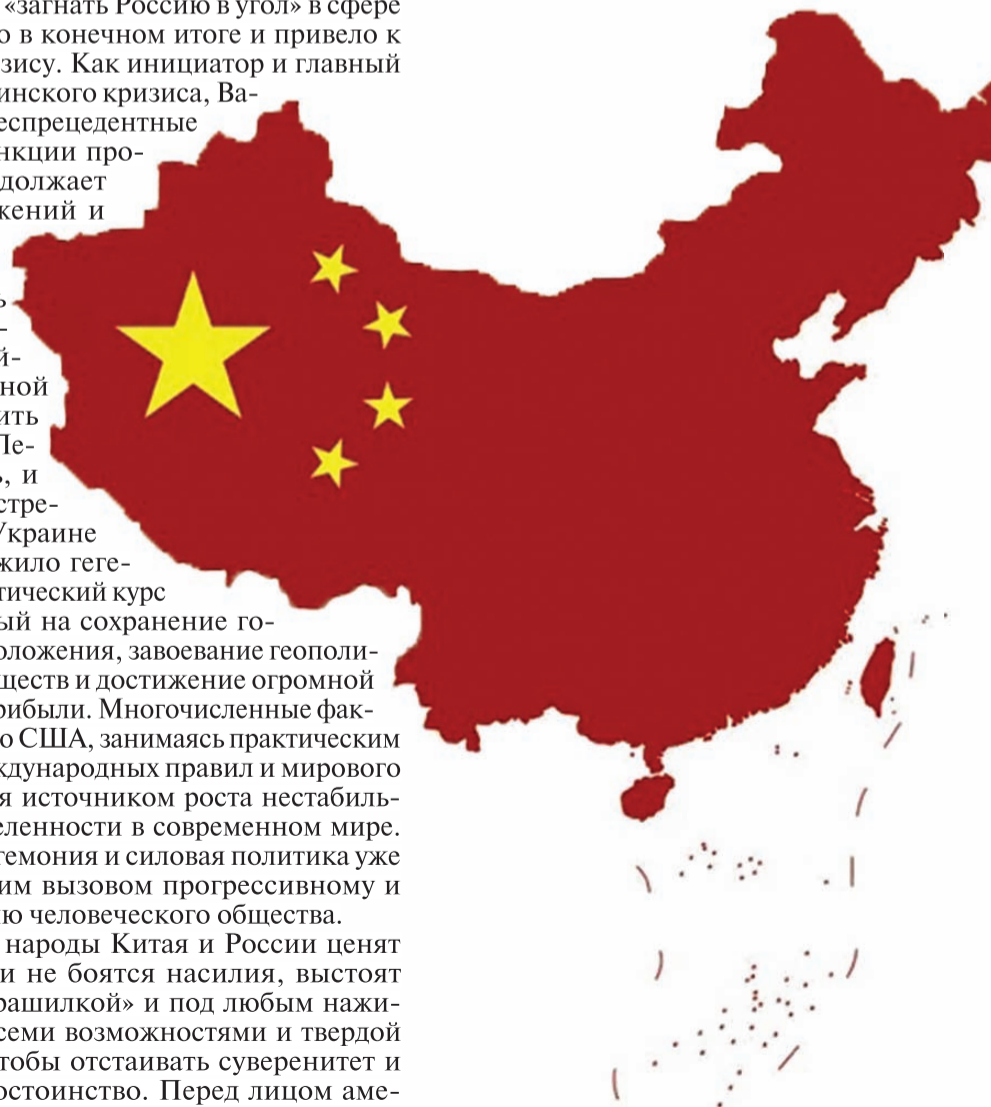 «загнать Россию в угол» в сфере
о в конечном итоге и привело к
зису. Как инициатор и главный
инского кризиса, Ва-
еспрецедентные
нкции про-
должает
жений и
ь
-
й-
ной
ить
Пе-
ь, и
стре-
Украине
жило геге-
тический курс
ый на сохранение го-
оложения, завоевание геополи-
ществ и достижение огромной
рибыли. Многочисленные фак-
о США, занимаясь практическим
ждународных правил и мирового
я источником роста нестабиль-
еленности в современном мире.
гемония и силовая политика уже
им вызовом прогрессивному и
ю человеческого общества.
народы Китая и России ценят
и не боятся насилия, выстоят
рашилкой» и под любым нажи-
семи возможностями и твердой
тобы отстаивать суверенитет и
остоинство. Перед лицом аме-